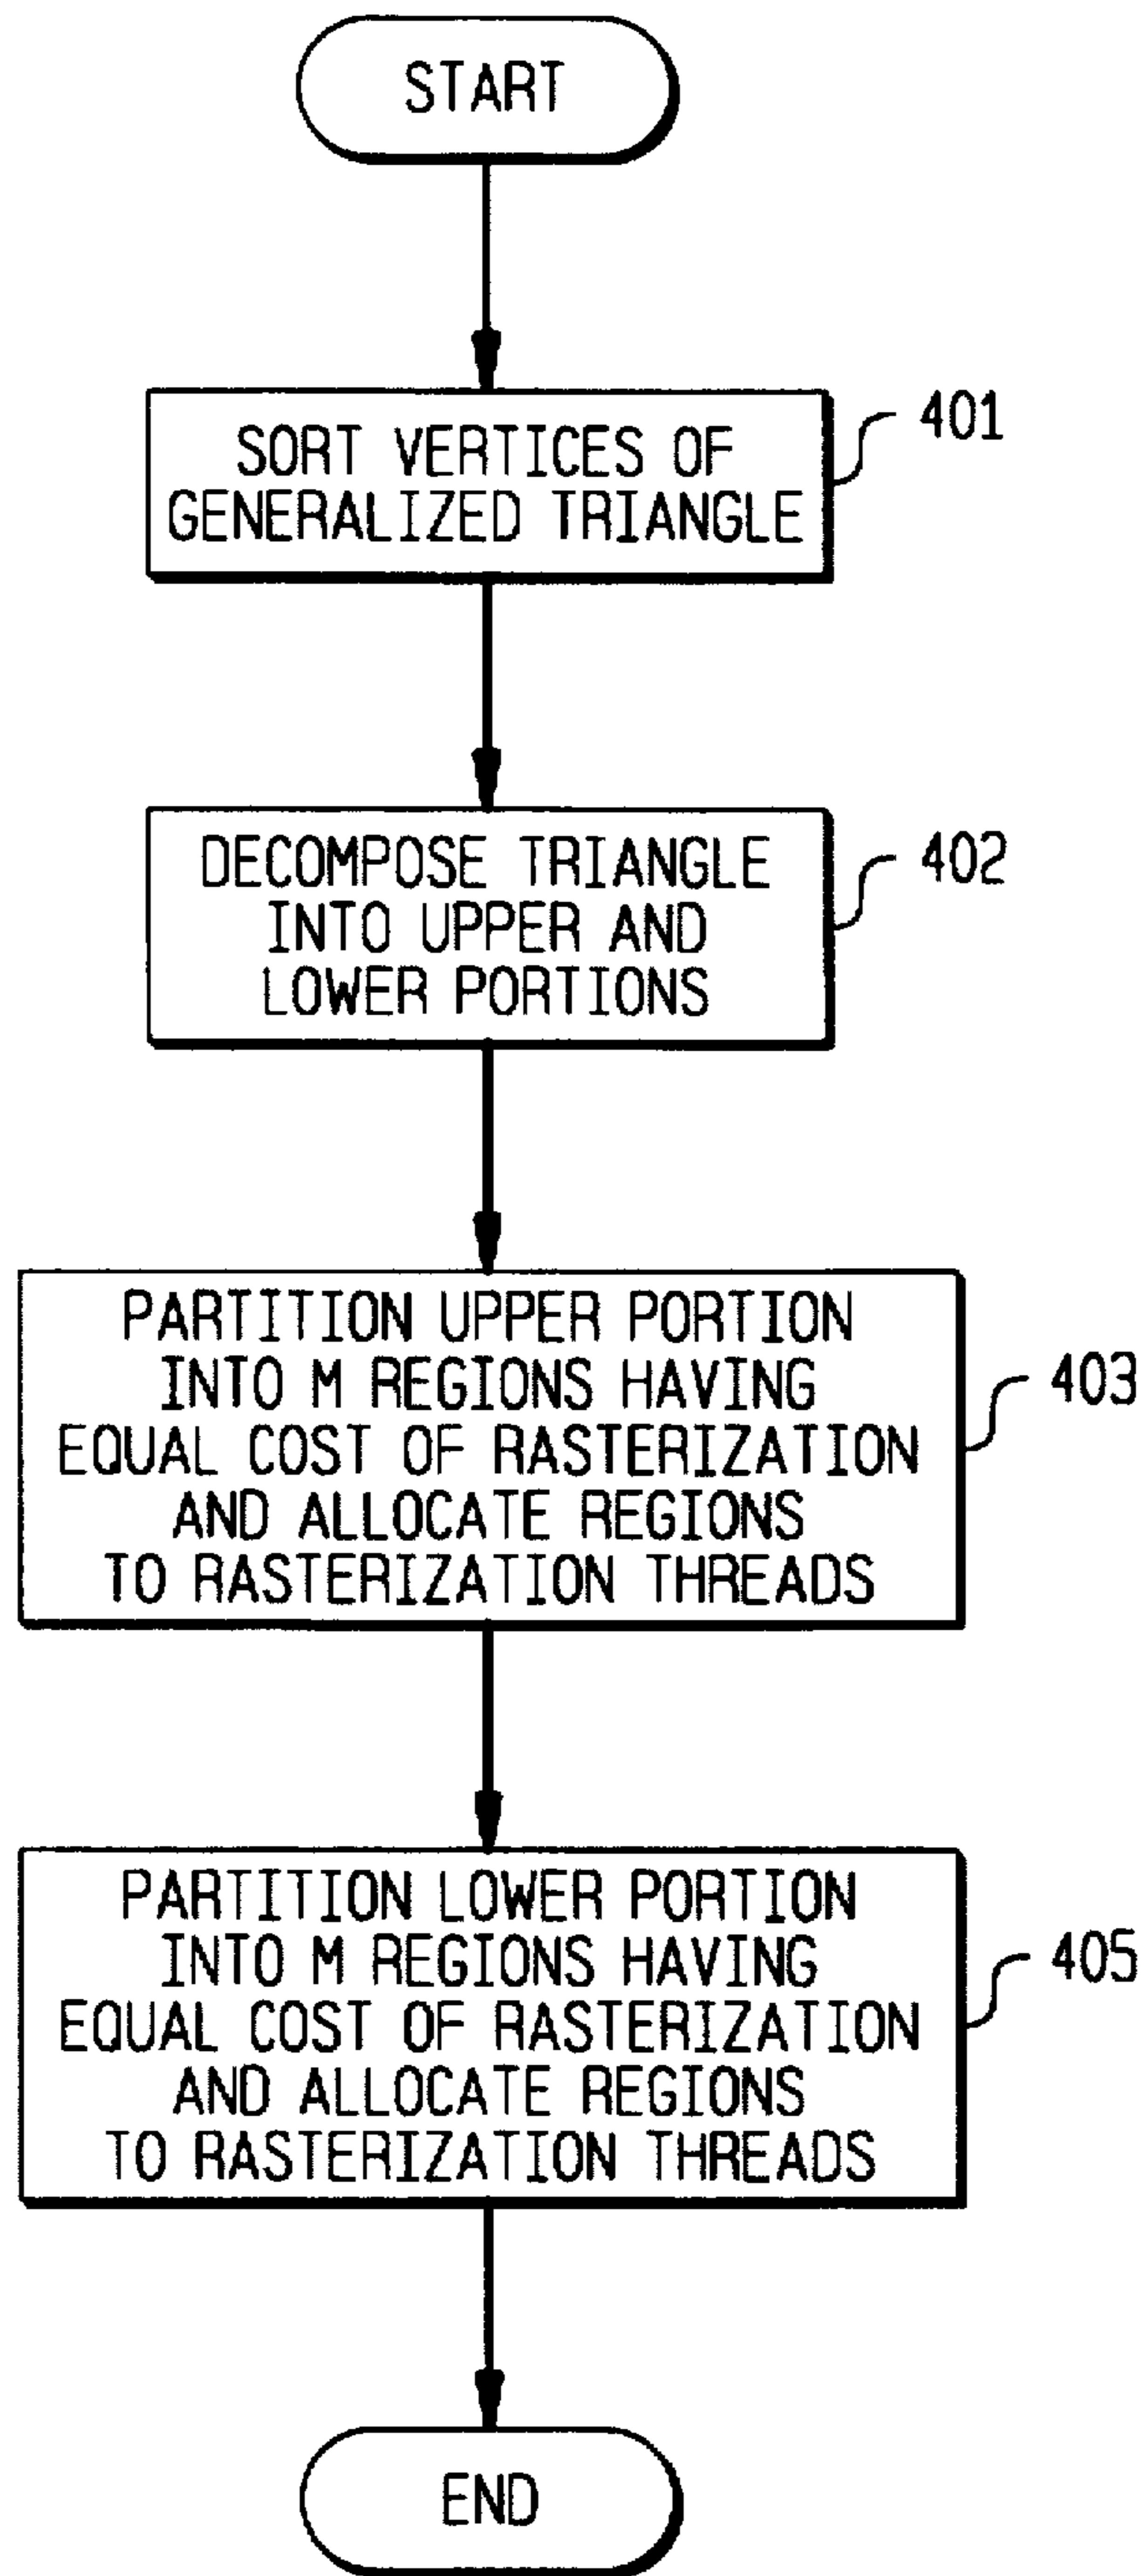 START
SORT VERTICES OF
GENERALIZED TRIANGLE
401
DECOMPOSE TRIANGLE
INTO UPPER AND
LOWER PORTIONS
402
PARTITION UPPER PORTION
INTO M REGIONS HAVING
EQUAL COST OF RASTERIZATION
AND ALLOCATE REGIONS
TO RASTERIZATION THREADS
403
PARTITION LOWER PORTION
INTO M REGIONS HAVING
EQUAL COST OF RASTERIZATION
AND ALLOCATE REGIONS
TO RASTERIZATION THREADS
405
END